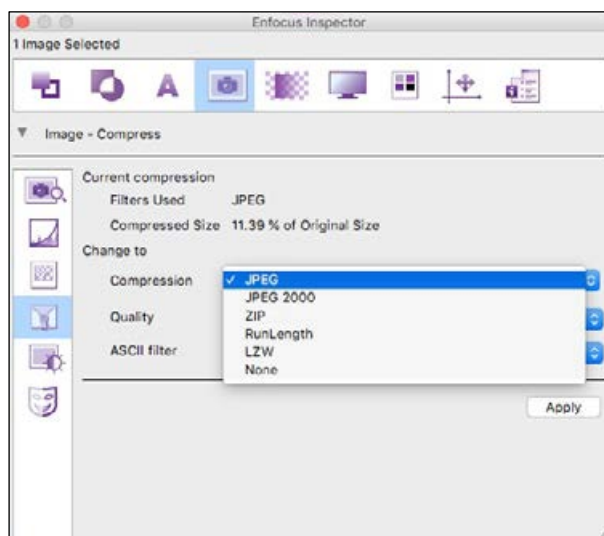 Enfocus Inspector
1 Image Selected
A
Image - Compress
Current compression
Filters Used JPEG
Compressed Size 11.39 % of Original Size
Change to
Compression ✓ JPEG
JPEG 2000
Quality ZIP
RunLength
ASCII filter LZW
None
Apply